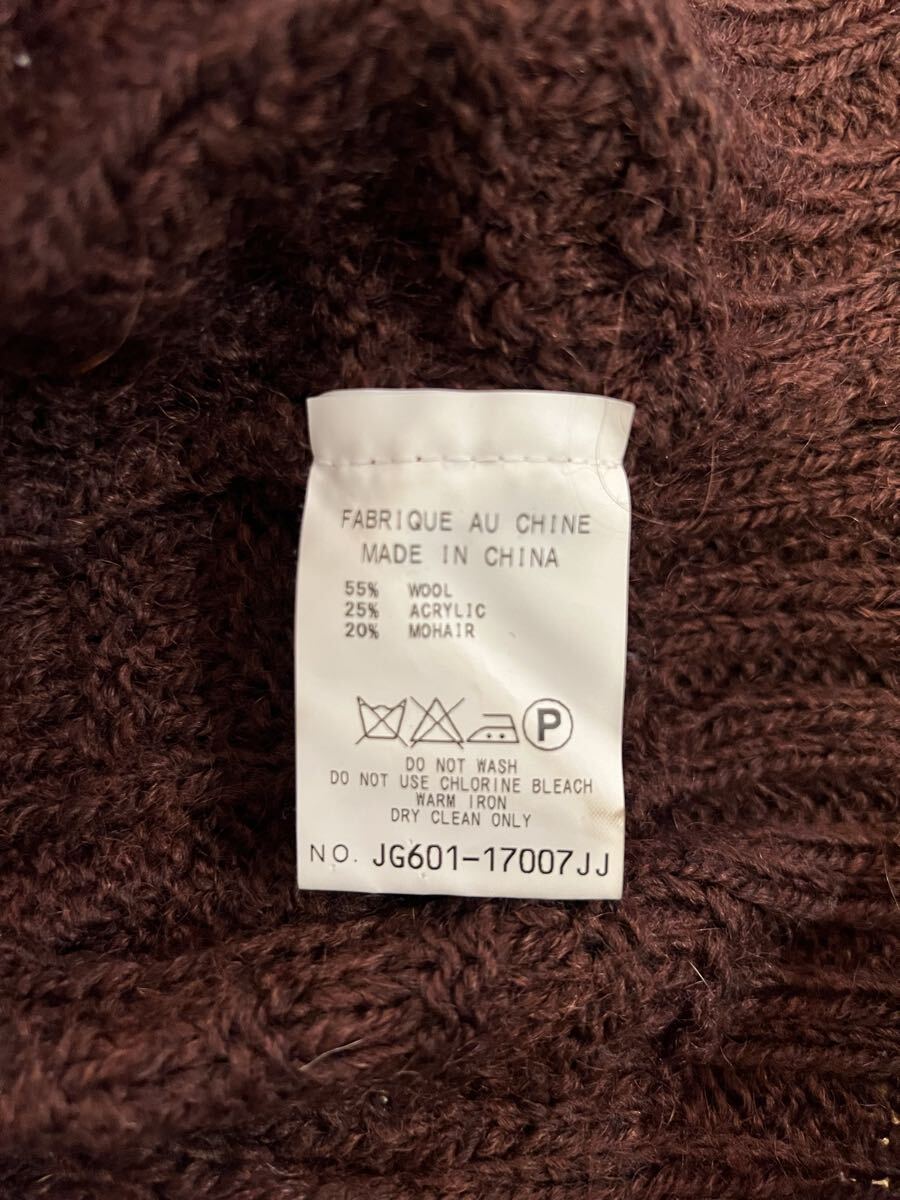 FABRIQUE AU CHINE
MADE IN CHINA
55% WOOL
25% ACRYLIC
20% MOHAIR
P
DO NOT WASH
DO NOT USE CHLORINE BLEACH
WARM IRON
DRY CLEAN ONLY
NO. JG601-17007JJ